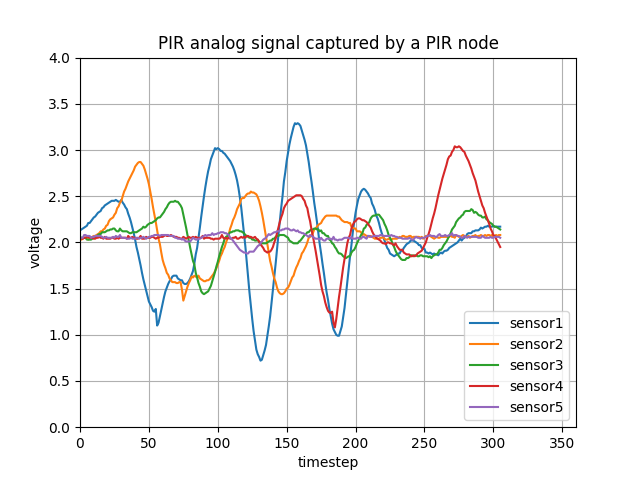 PIR analog signal captured by a PIR node
4.0
3.5
3.0
2.5
2.0
1.5
1.0
0.5
0.0
voltage
0 50 100 150 200 250 300 350
timestep
sensor1
sensor2
sensor3
sensor4
sensor5